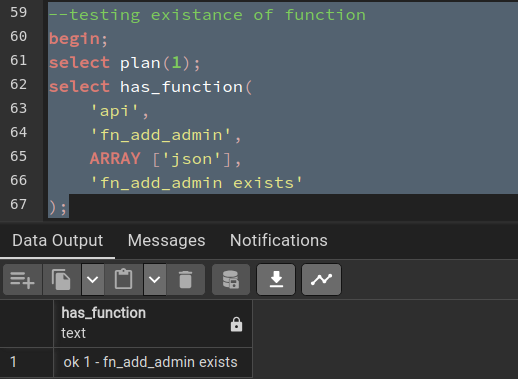 59 --testing existance of function
60 begin;
61 select plan(1);
62 select has_function(
63 'api',
64 'fn_add_admin',
65 ARRAY ['json'],
66 'fn_add_admin exists'
67 );
Data Output Messages Notifications
has_function
text
1 ok 1 - fn_add_admin exists